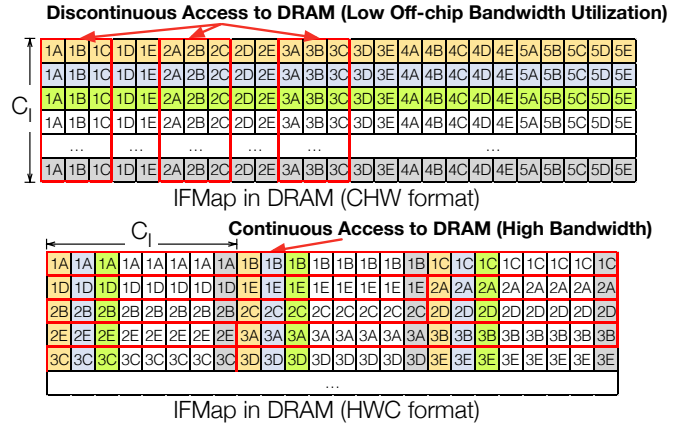 Discontinuous Access to DRAM (Low Off-chip Bandwidth Utilization)
1A 1B 1C 1D 1E 2A 2B 2C 2D 2E 3A 3B 3C 3D 3E 4A 4B 4C 4D 4E 5A 5B 5C 5D 5E
1A 1B 1C 1D 1E 2A 2B 2C 2D 2E 3A 3B 3C 3D 3E 4A 4B 4C 4D 4E 5A 5B 5C 5D 5E
CI
1A 1B 1C 1D 1E 2A 2B 2C 2D 2E 3A 3B 3C 3D 3E 4A 4B 4C 4D 4E 5A 5B 5C 5D 5E
1A 1B 1C 1D 1E 2A 2B 2C 2D 2E 3A 3B 3C 3D 3E 4A 4B 4C 4D 4E 5A 5B 5C 5D 5E
... ... ... ... ... ...
1A 1B 1C 1D 1E 2A 2B 2C 2D 2E 3A 3B 3C 3D 3E 4A 4B 4C 4D 4E 5A 5B 5C 5D 5E
IFMap in DRAM (CHW format)
CI Continuous Access to DRAM (High Bandwidth)
1A 1A 1A 1A 1A 1A 1A 1A 1B 1B 1B 1B 1B 1B 1B 1B 1C 1C 1C 1C 1C 1C 1C 1C
1D 1D 1D 1D 1D 1D 1D 1D 1E 1E 1E 1E 1E 1E 1E 1E 2A 2A 2A 2A 2A 2A 2A 2A
2B 2B 2B 2B 2B 2B 2B 2B 2C 2C 2C 2C 2C 2C 2C 2C 2D 2D 2D 2D 2D 2D 2D 2D
2E 2E 2E 2E 2E 2E 2E 2E 3A 3A 3A 3A 3A 3A 3A 3A 3B 3B 3B 3B 3B 3B 3B 3B
3C 3C 3C 3C 3C 3C 3C 3C 3D 3D 3D 3D 3D 3D 3D 3D 3E 3E 3E 3E 3E 3E 3E 3E
...
IFMap in DRAM (HWC format)